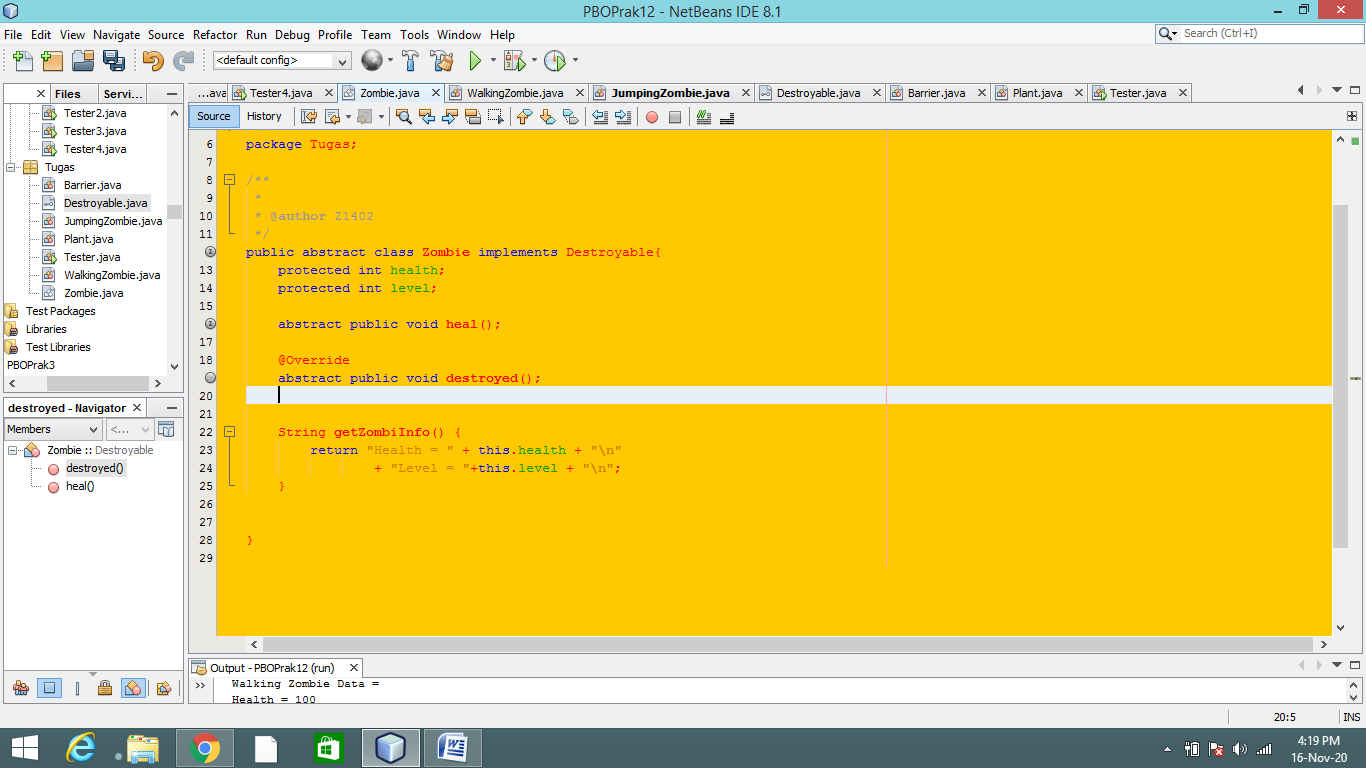 PBOPrak12 - NetBeans IDE 8.1
File Edit View Navigate Source Refactor Run Debug Profile Team Tools Window Help
Search (Ctrl+I)
<default config>
Files Servi...
...ava Tester4.java Zombie.java WalkingZombie.java JumpingZombie.java Destroyable.java Barrier.java Plant.java Tester.java
Source History
Tester2.java
Tester3.java
Tester4.java
Tugas
Barrier.java
Destroyable.java
JumpingZombie.java
Plant.java
Tester.java
WalkingZombie.java
Zombie.java
Test Packages
Libraries
Test Libraries
PBOPrak3
destroyed - Navigator
Members <...
Zombie :: Destroyable
destroyed()
heal()
6 package Tugas;
7
8 /**
9 *
10 * @author Z1402
11 */
public abstract class Zombie implements Destroyable{
13 protected int health;
14 protected int level;
15
abstract public void heal();
17
18 @Override
abstract public void destroyed();
20
21
22 String getZombiInfo() {
23 return "Health = " + this.health + "\n"
24 + "Level = "+this.level + "\n";
25 }
26
27
28 }
29
Output - PBOPrak12 (run)
Walking Zombie Data =
Health = 100
20:5 INS
4:19 PM
16-Nov-20